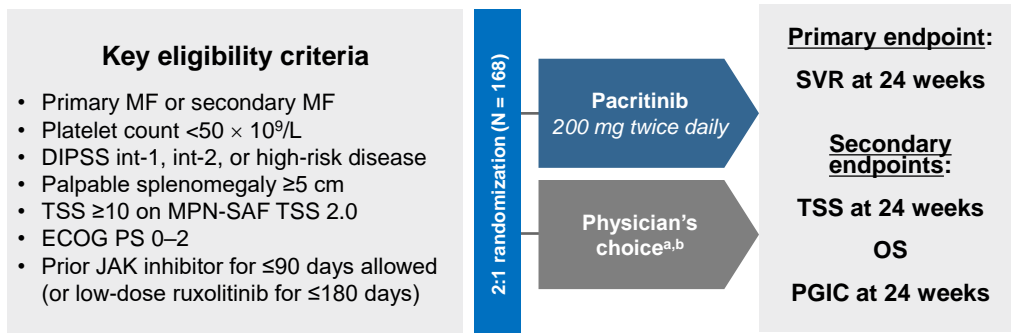 Key eligibility criteria
• Primary MF or secondary MF
• Platelet count <50 × 10⁹/L
• DIPSS int-1, int-2, or high-risk disease
• Palpable splenomegaly ≥5 cm
• TSS ≥10 on MPN-SAF TSS 2.0
• ECOG PS 0–2
• Prior JAK inhibitor for ≤90 days allowed
(or low-dose ruxolitinib for ≤180 days)
2:1 randomization (N = 168)
Pacritinib
200 mg twice daily
Physician's
choiceᵃ,ᵇ
Primary endpoint:
SVR at 24 weeks
Secondary
endpoints:
TSS at 24 weeks
OS
PGIC at 24 weeks